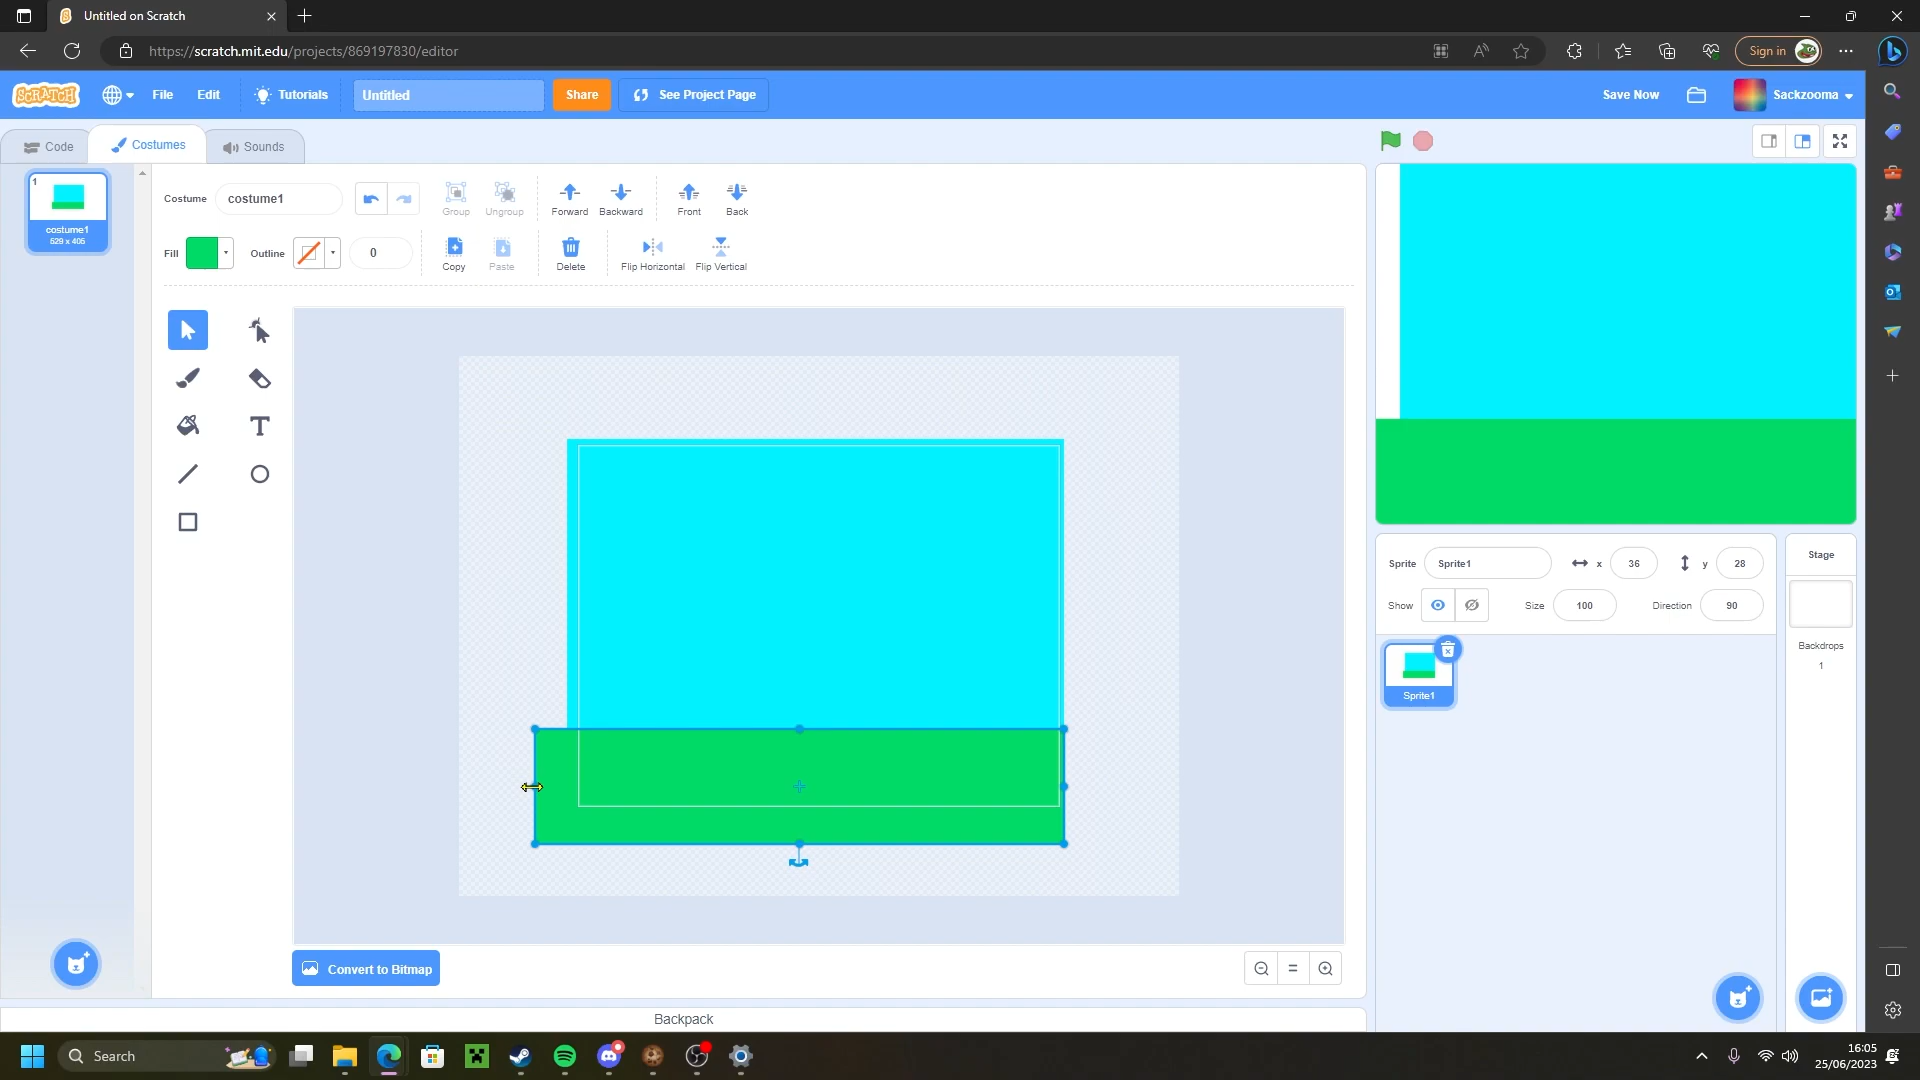 Untitled on Scratch
https://scratch.mit.edu/projects/869197830/editor
Sign in
SCRATCH
File
Edit
Tutorials
Untitled
Share
See Project Page
Save Now
Sackzooma
Code
Costumes
Sounds
1
costume1
529 x 405
Costume
costume1
Group
Ungroup
Forward
Backward
Front
Back
Fill
Outline
0
Copy
Paste
Delete
Flip Horizontal
Flip Vertical
T
Convert to Bitmap
Backpack
Sprite
Sprite1
x
36
y
28
Show
Size
100
Direction
90
Sprite1
Stage
Backdrops
1
Search
16:05
25/06/2023